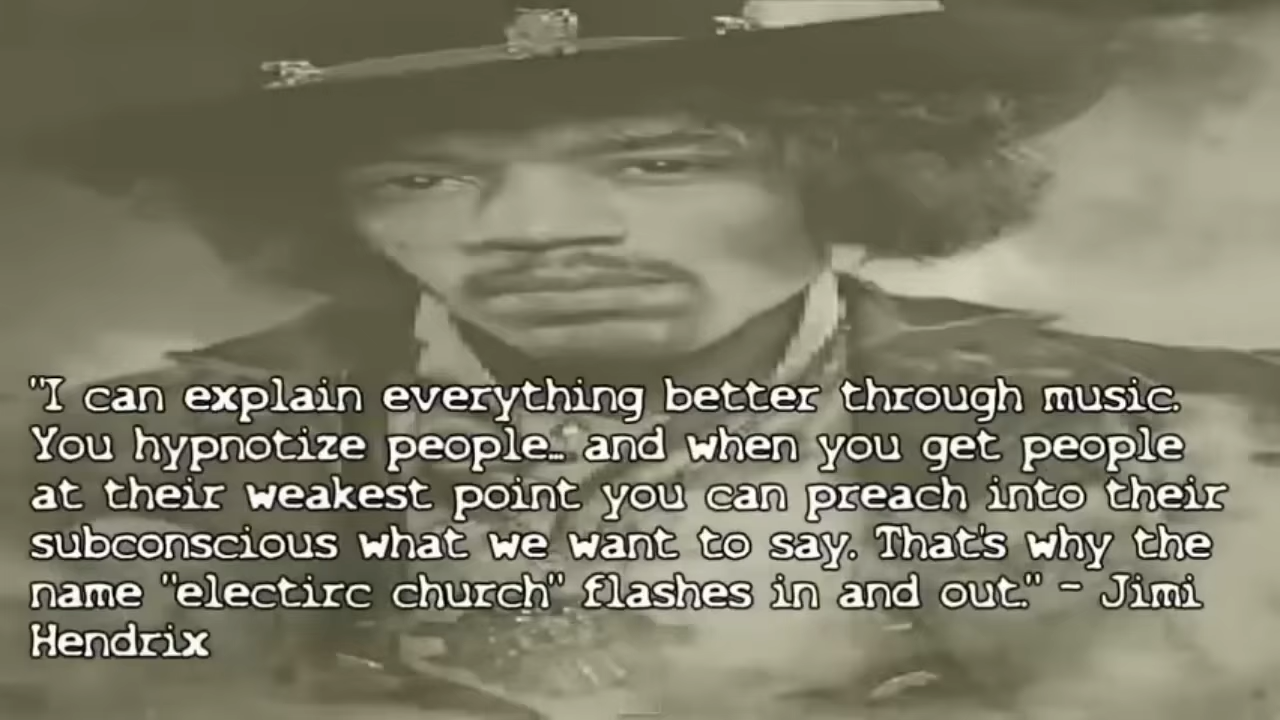 "I can explain everything better through music.
You hypnotize people... and when you get people
at their weakest point you can preach into their
subconscious what we want to say. That's why the
name "electirc church" flashes in and out." - Jimi
Hendrix